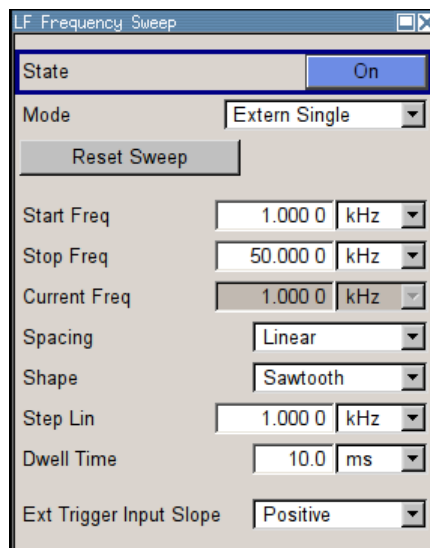 LF Frequency Sweep
State On
Mode Extern Single
Reset Sweep
Start Freq 1.000 0 kHz
Stop Freq 50.000 0 kHz
Current Freq 1.000 0 kHz
Spacing Linear
Shape Sawtooth
Step Lin 1.000 0 kHz
Dwell Time 10.0 ms
Ext Trigger Input Slope Positive